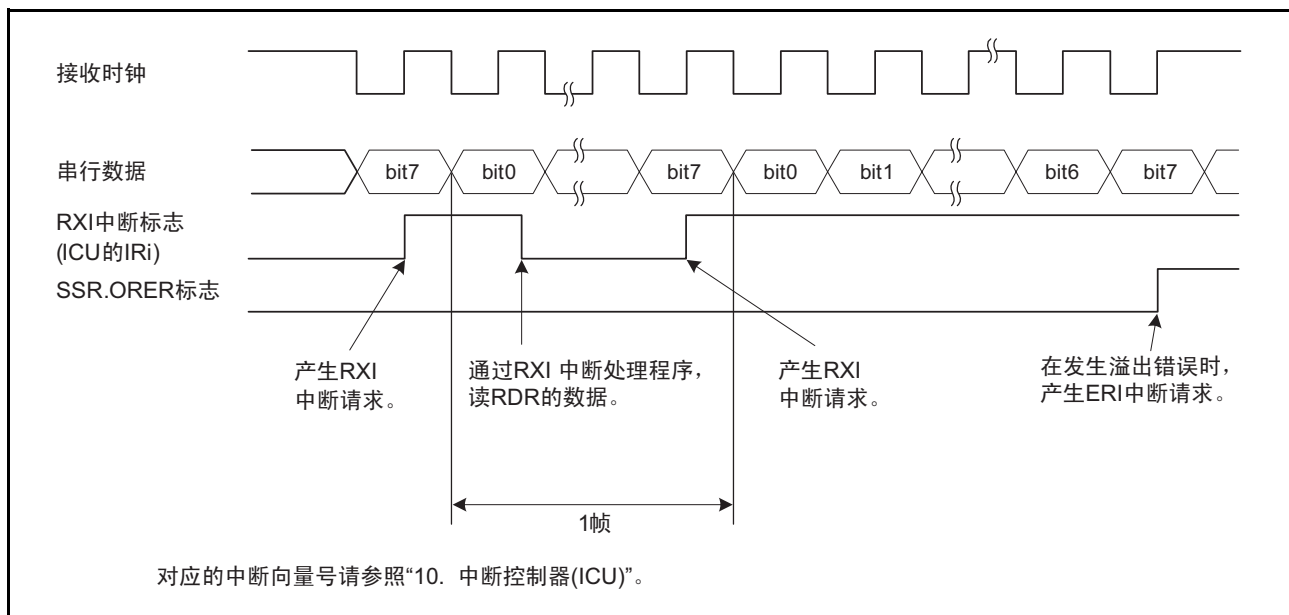 接收时钟
串行数据
bit7
bit0
bit7
bit0
bit1
bit6
bit7
RXI中断标志
(ICU的IRi)
SSR.ORER标志
产生RXI
中断请求。
通过RXI 中断处理程序，
读RDR的数据。
产生RXI
中断请求。
在发生溢出错误时，
产生ERI中断请求。
1帧
对应的中断向量号请参照“10. 中断控制器(ICU)”。